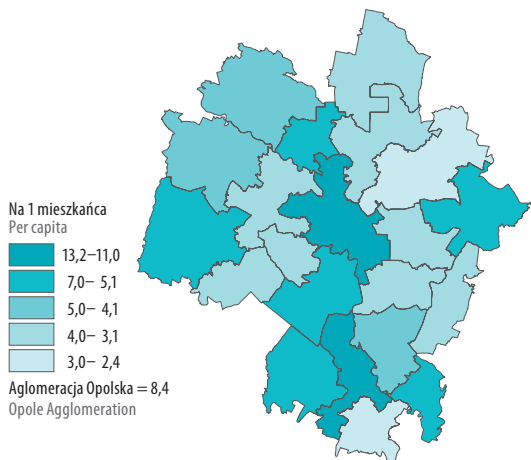 Na 1 mieszkańca
Per capita
13,2–11,0
7,0– 5,1
5,0– 4,1
4,0– 3,1
3,0– 2,4
Aglomeracja Opolska = 8,4
Opole Agglomeration